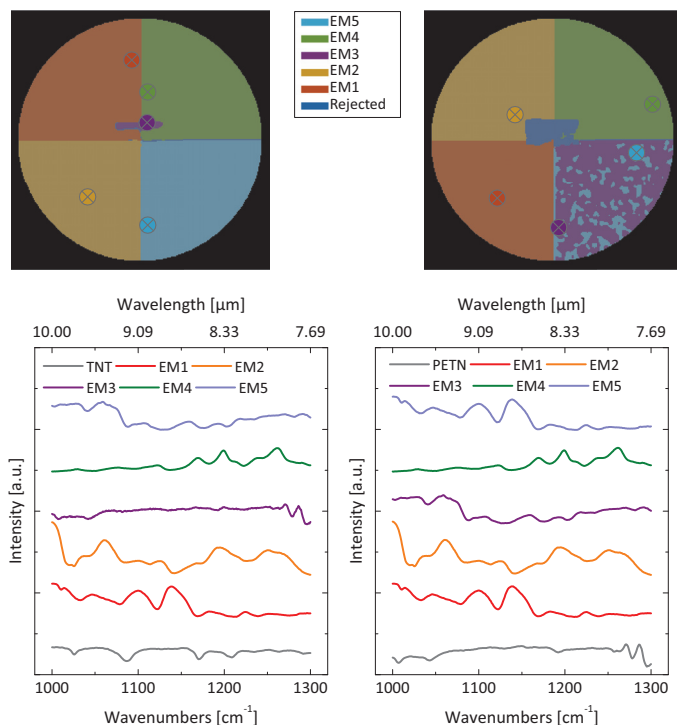 EM5
EM4
EM3
EM2
EM1
Rejected
Wavelength [µm]
10.00 9.09 8.33 7.69
TNT EM1 EM2
EM3 EM4 EM5
Intensity [a.u.]
1000 1100 1200 1300
Wavenumbers [cm⁻¹]
Wavelength [µm]
10.00 9.09 8.33 7.69
PETN EM1 EM2
EM3 EM4 EM5
Intensity [a.u.]
1000 1100 1200 1300
Wavenumbers [cm⁻¹]